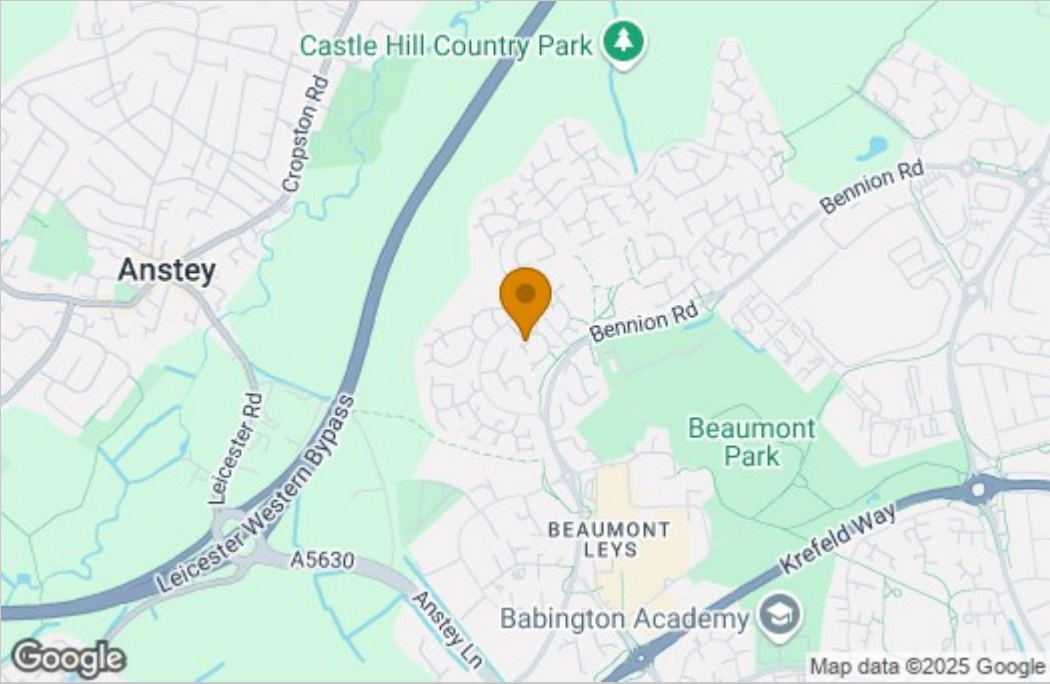 Castle Hill Country Park
Cropston Rd
Bennion Rd
Anstey
Bennion Rd
Leicester Rd
Leicester Western Bypass
Beaumont
Park
BEAUMONT
LEYS
Krefeld Way
A5630
Anstey Ln
Babington Academy
Google
Map data ©2025 Google